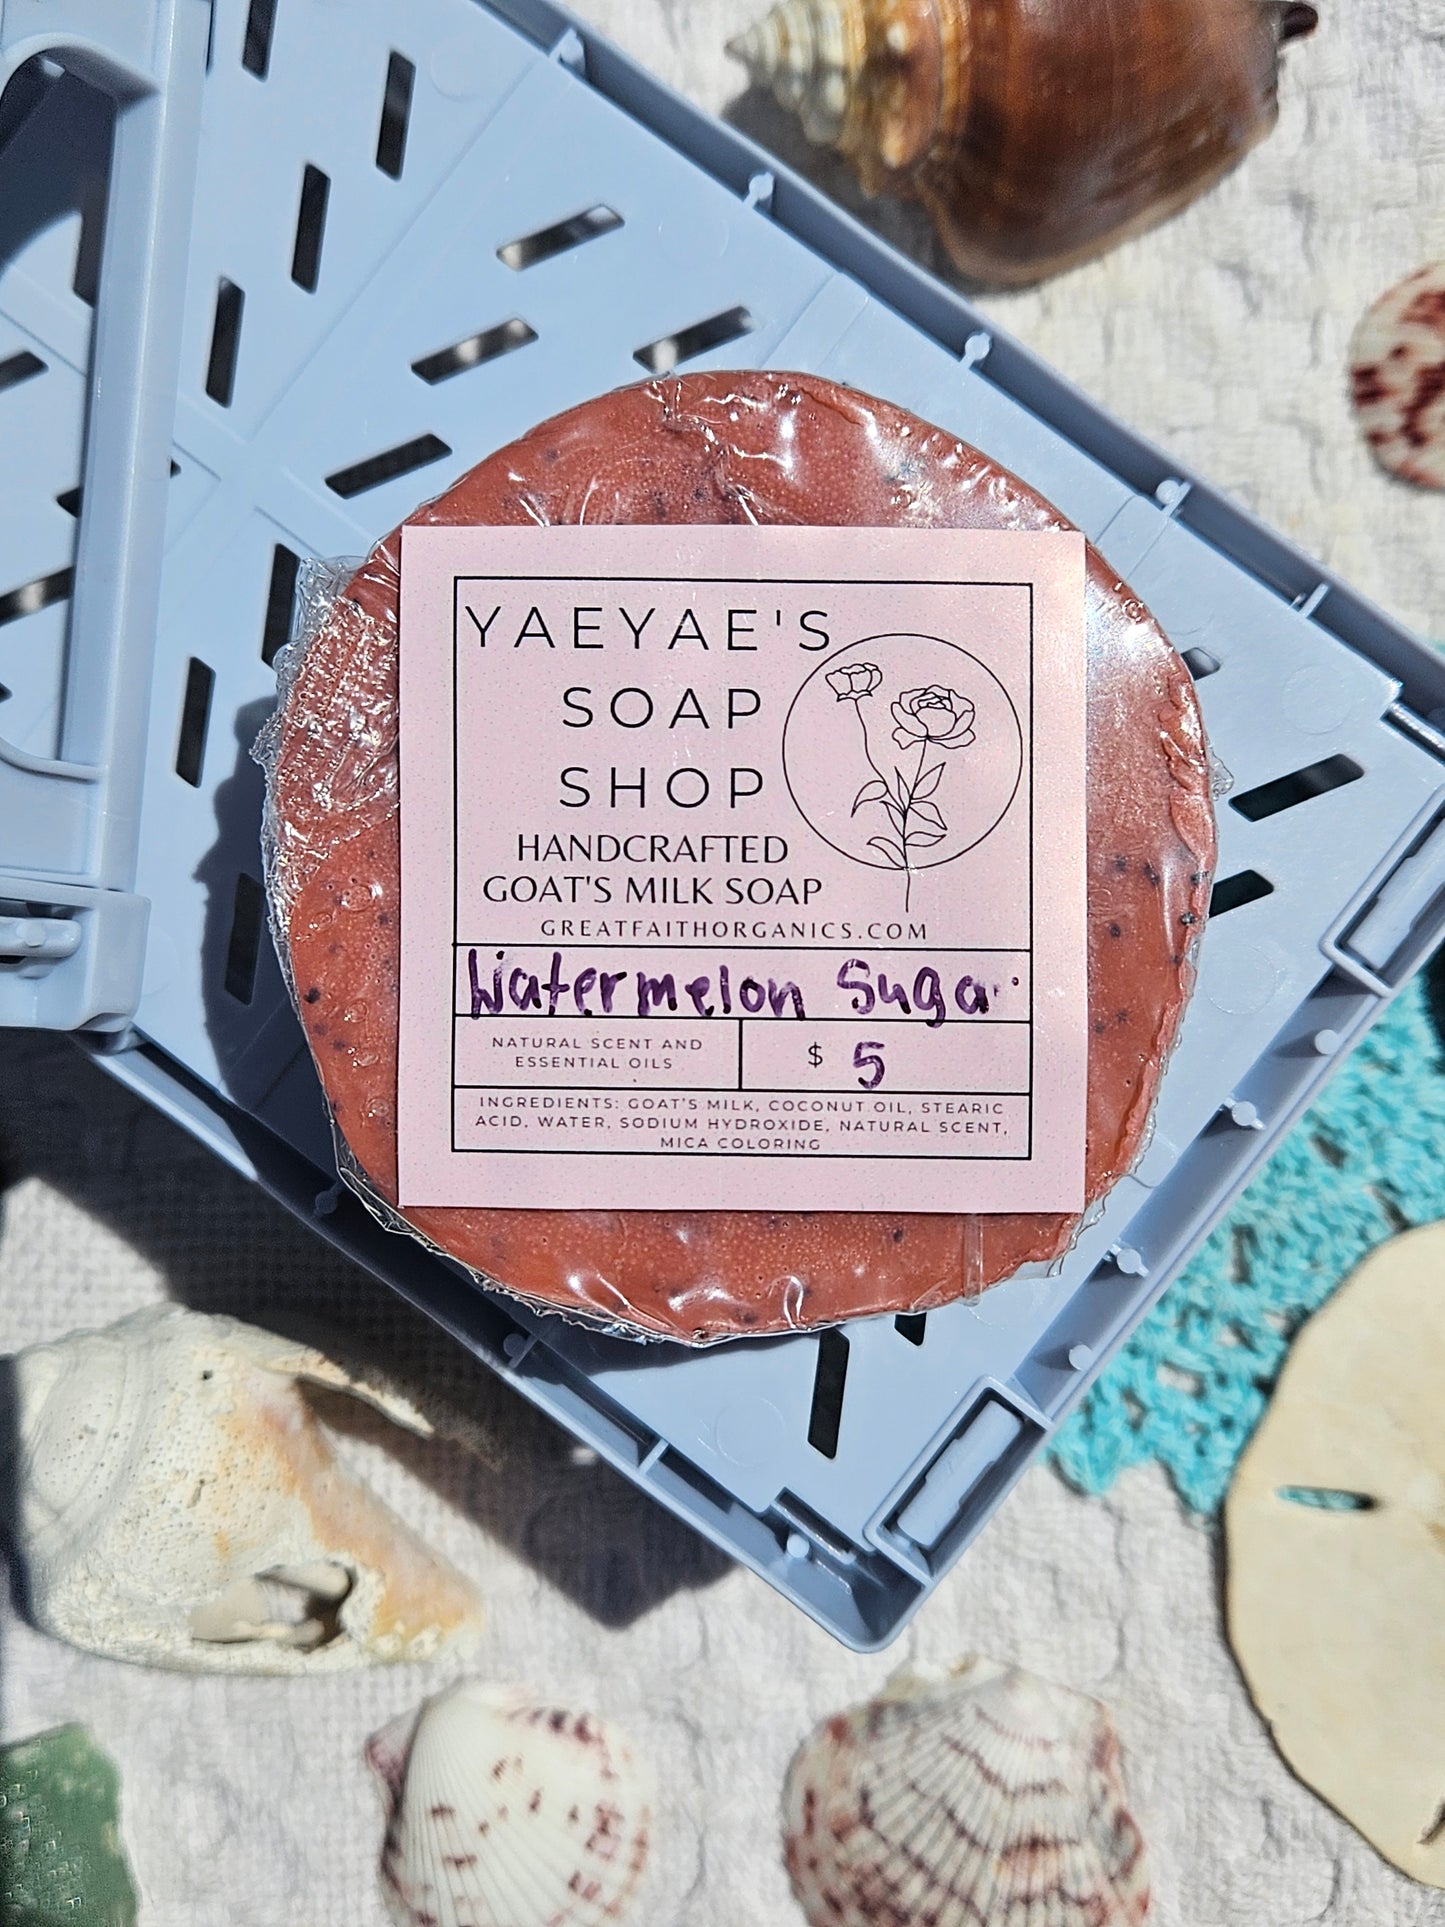 YAEYAE'S
SOAP
SHOP
HANDCRAFTED
GOAT'S MILK SOAP
GREATFAITHORGANICS.COM
Watermelon Sugar
NATURAL SCENT AND
ESSENTIAL OILS
$ 5
INGREDIENTS: GOAT'S MILK, COCONUT OIL, STEARIC
ACID, WATER, SODIUM HYDROXIDE, NATURAL SCENT,
MICA COLORING